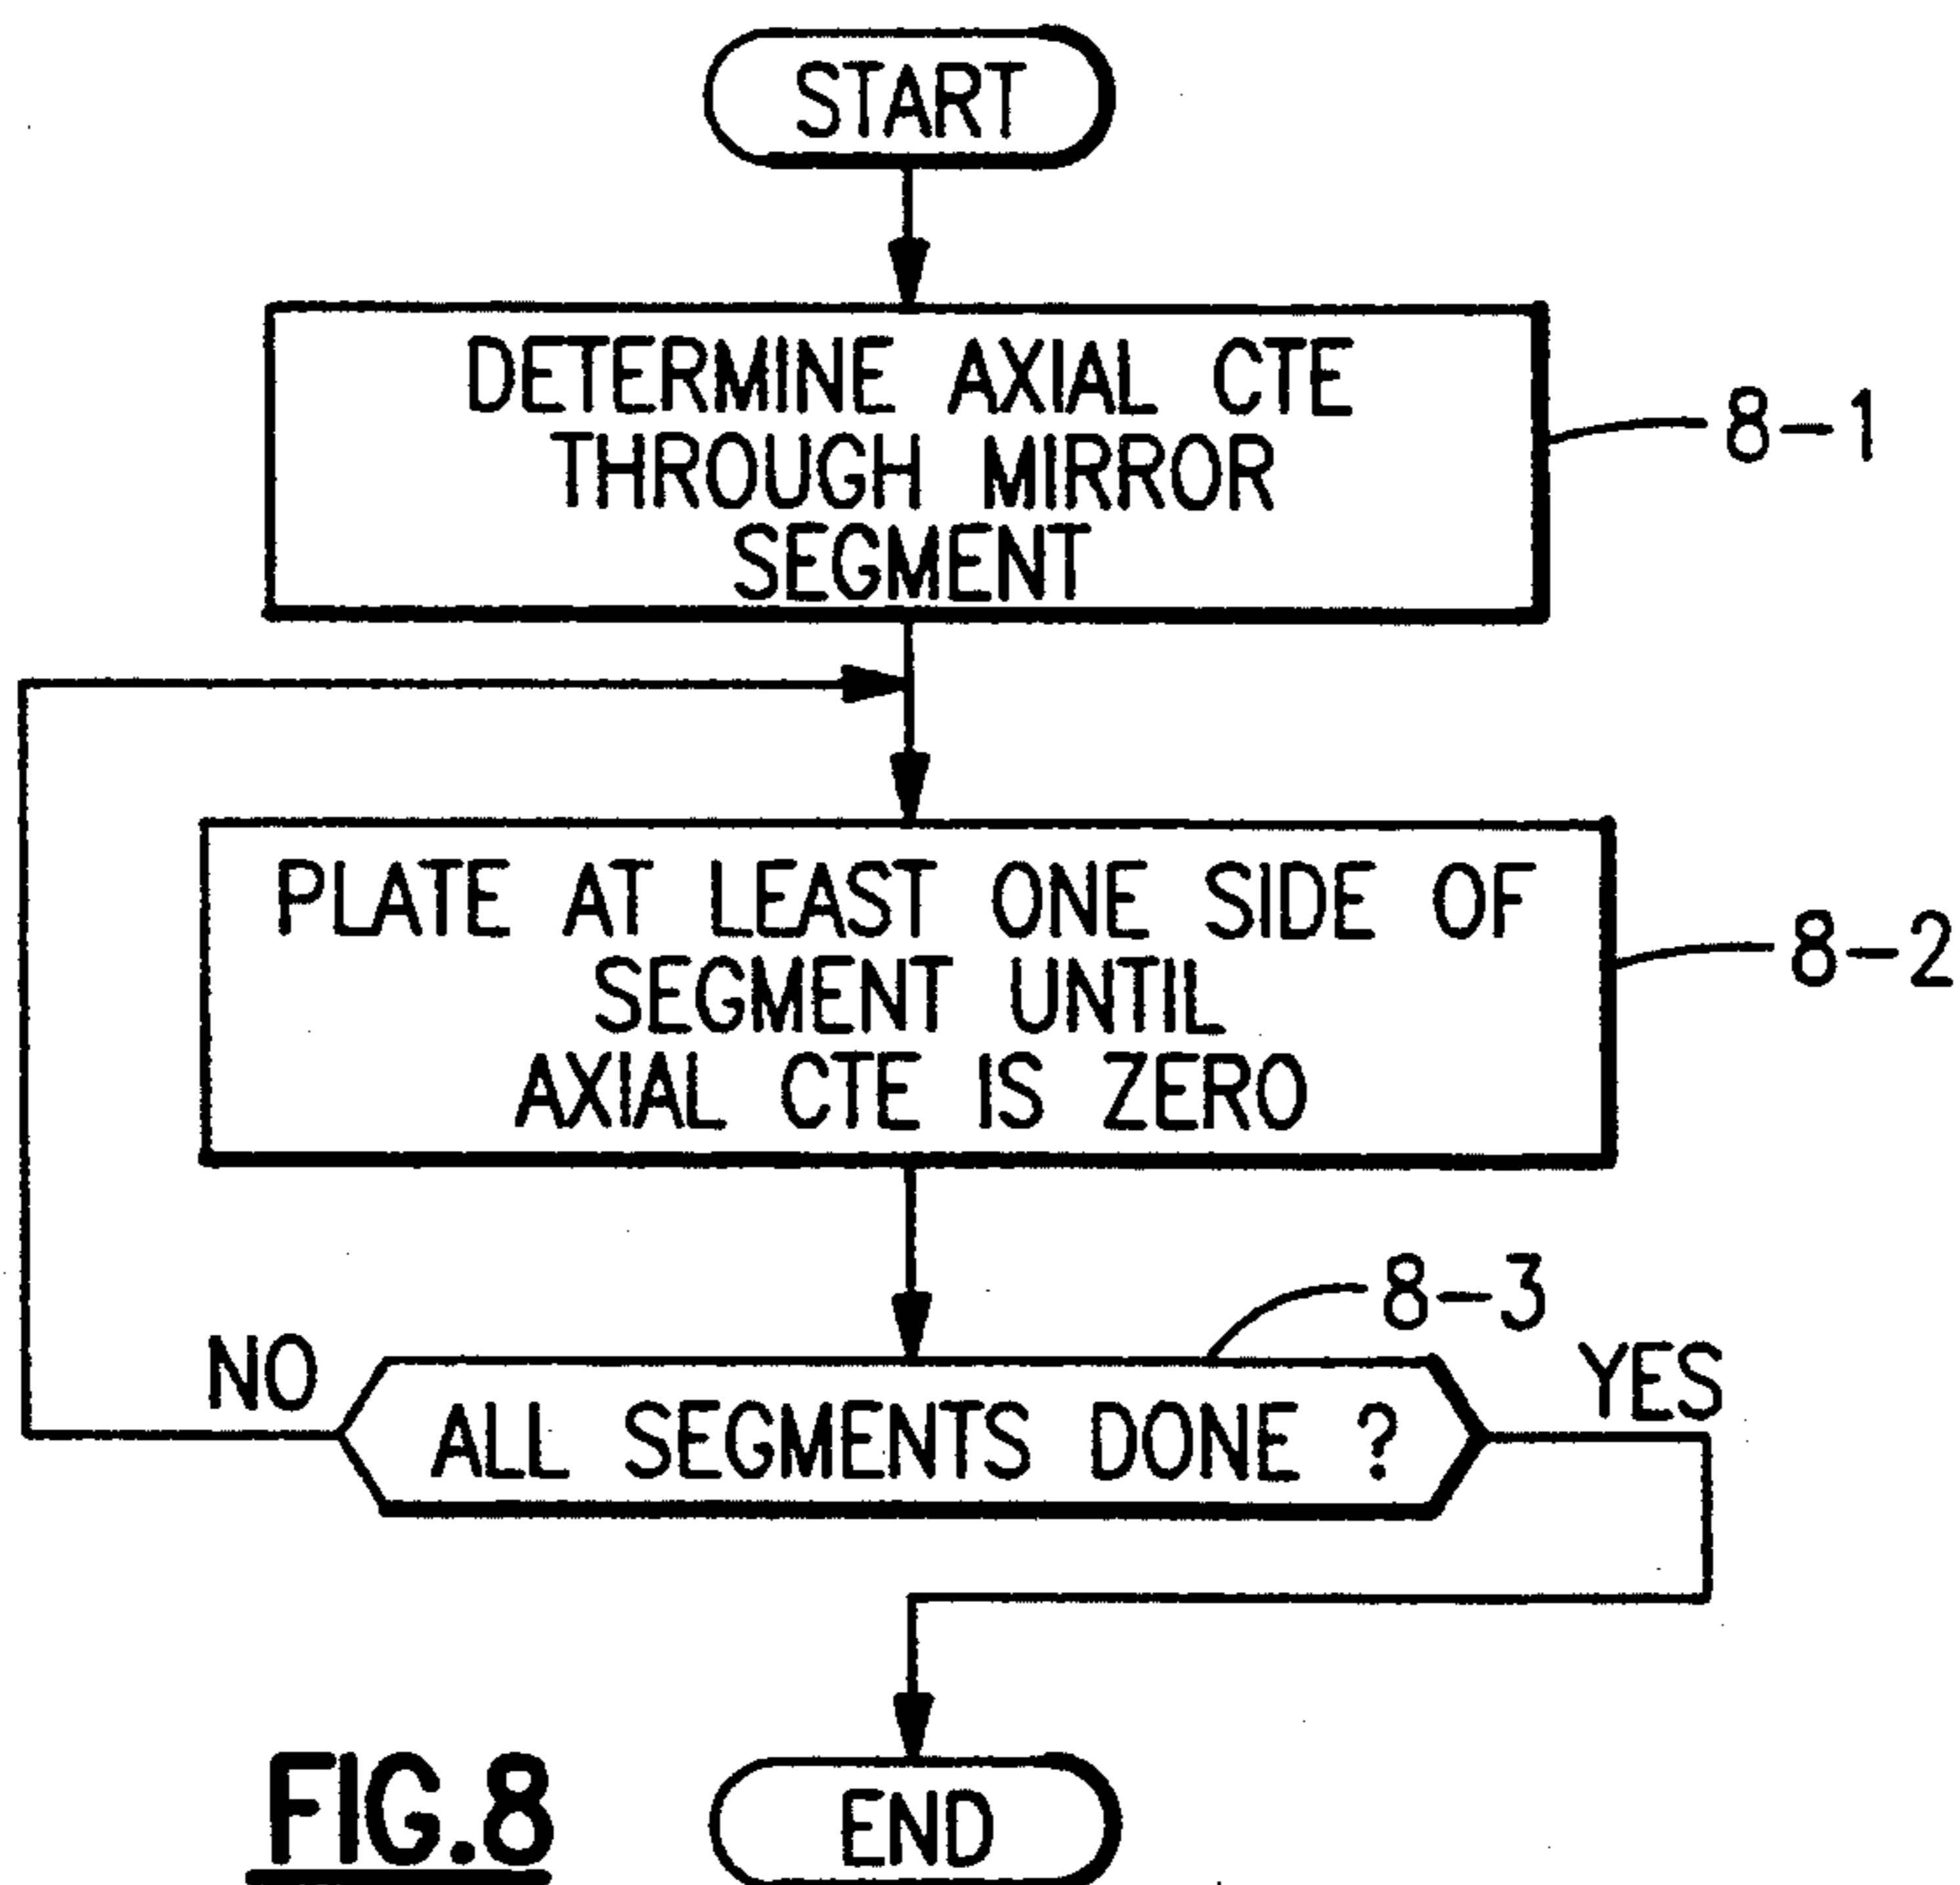 START
DETERMINE AXIAL CTE
THROUGH MIRROR
SEGMENT
8-1
PLATE AT LEAST ONE SIDE OF
SEGMENT UNTIL
AXIAL CTE IS ZERO
8-2
8-3
NO
ALL SEGMENTS DONE ?
YES
END
FIG.8